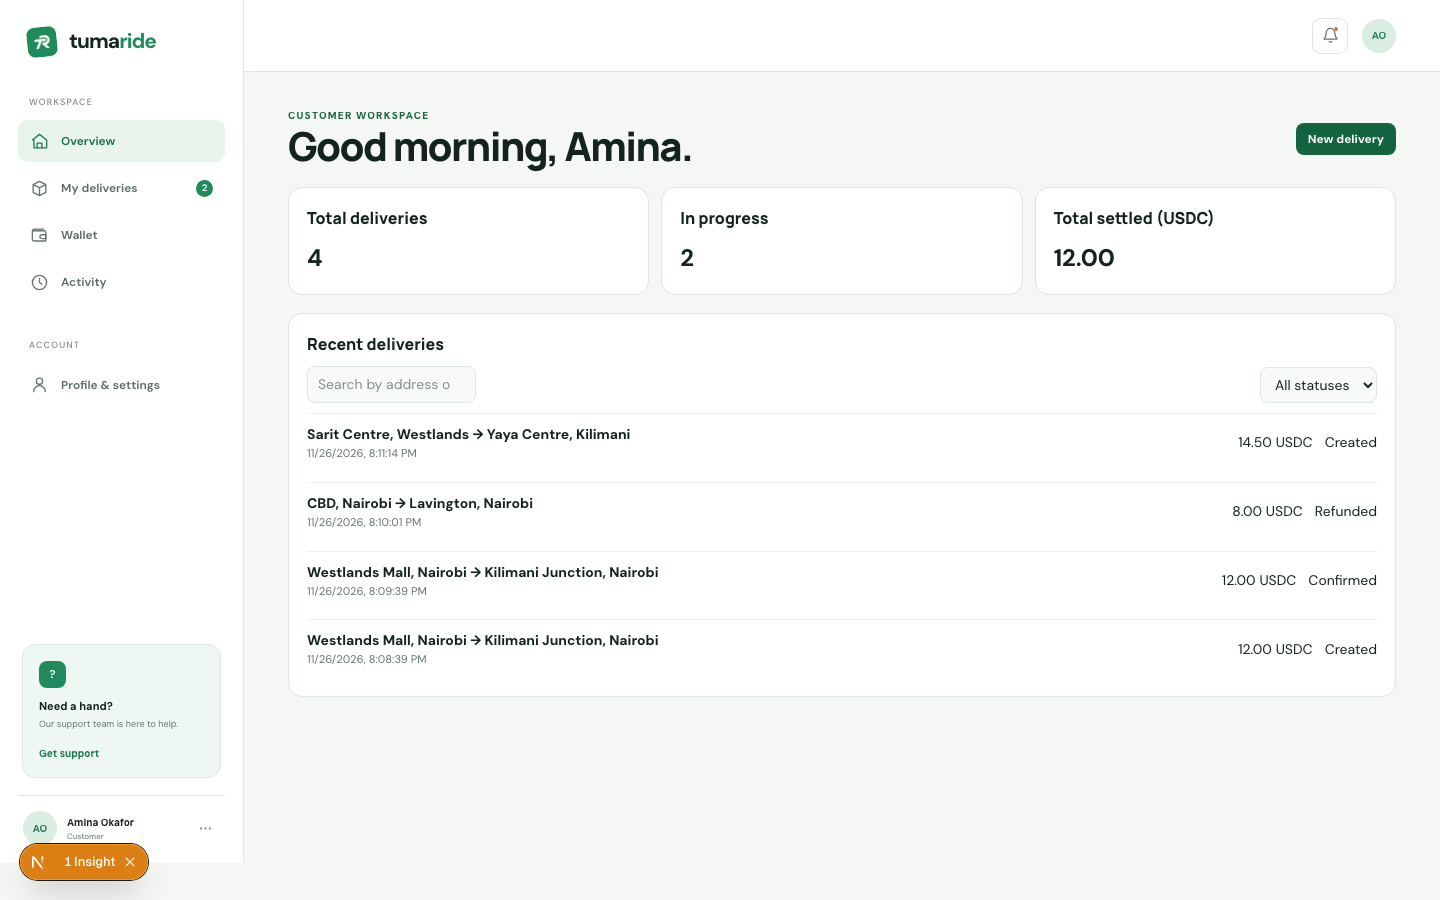 tumaride
WORKSPACE
Overview
My deliveries 2
Wallet
Activity
ACCOUNT
Profile & settings
?
Need a hand?
Our support team is here to help.
Get support
AO
Amina Okafor
Customer
1 Insight
AO
CUSTOMER WORKSPACE
Good morning, Amina.
New delivery
Total deliveries
4
In progress
2
Total settled (USDC)
12.00
Recent deliveries
Search by address o
All statuses
Sarit Centre, Westlands → Yaya Centre, Kilimani
11/26/2026, 8:11:14 PM
14.50 USDC Created
CBD, Nairobi → Lavington, Nairobi
11/26/2026, 8:10:01 PM
8.00 USDC Refunded
Westlands Mall, Nairobi → Kilimani Junction, Nairobi
11/26/2026, 8:09:39 PM
12.00 USDC Confirmed
Westlands Mall, Nairobi → Kilimani Junction, Nairobi
11/26/2026, 8:08:39 PM
12.00 USDC Created